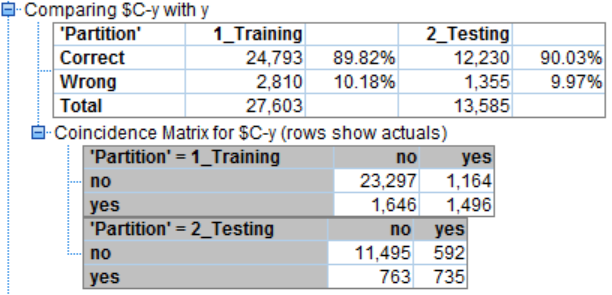 Comparing $C-y with y
'Partition' 1_Training 2_Testing
Correct 24,793 89.82% 12,230 90.03%
Wrong 2,810 10.18% 1,355 9.97%
Total 27,603 13,585
Coincidence Matrix for $C-y (rows show actuals)
'Partition' = 1_Training no yes
no 23,297 1,164
yes 1,646 1,496
'Partition' = 2_Testing no yes
no 11,495 592
yes 763 735